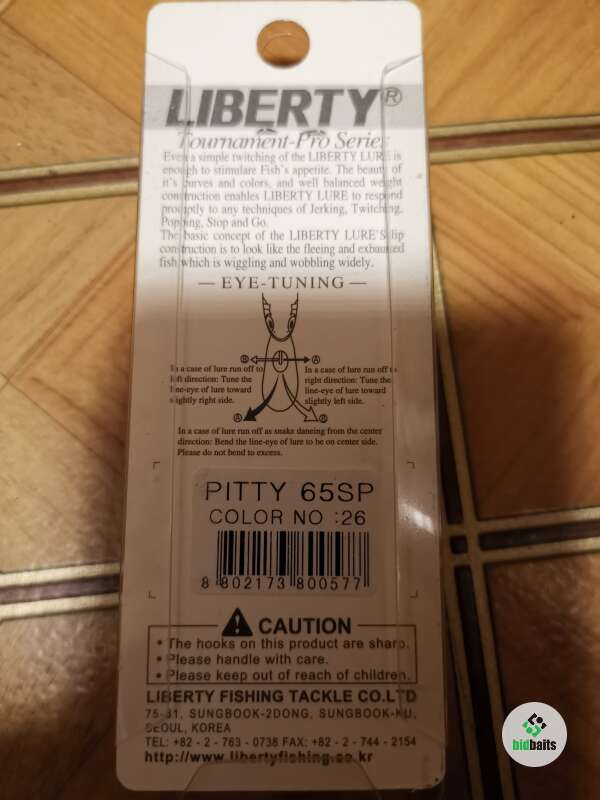 LIBERTY®
Tournament-Pro Series
Even a simple twitching of the LIBERTY LURE is
enough to stimulare Fish's appetite. The beauty of
it's curves and colors, and well balanced weight
construction enables LIBERTY LURE to respond
promptly to any techniques of Jerking, Twitching,
Popping, Stop and Go.
The basic concept of the LIBERTY LURE'S lip
construction is to look like the fleeing and exhausted
fish which is wiggling and wobbling widely.
— EYE-TUNING —
Ⓑ Ⓐ
In a case of lure run off to
left direction: Tune the
line-eye of lure toward
slightly right side.
In a case of lure run off to
right direction: Tune the
line-eye of lure toward
slightly left side.
Ⓐ Ⓑ
In a case of lure run off as snake danceing from the center
direction: Bend the line-eye of lure to be on center side.
Please do not bend to excess.
PITTY 65SP
COLOR NO :26
8 802173 800577
CAUTION
• The hooks on this product are sharp.
• Please handle with care.
• Please keep out of reach of children.
LIBERTY FISHING TACKLE CO.LTD
75-31, SUNGBOOK-2DONG, SUNGBOOK-KU,
SEOUL, KOREA
TEL: +82 - 2 - 763 - 0738 FAX: +82 - 2 - 744 - 2154
http://www.libertyfishing.co.kr
bidbaits